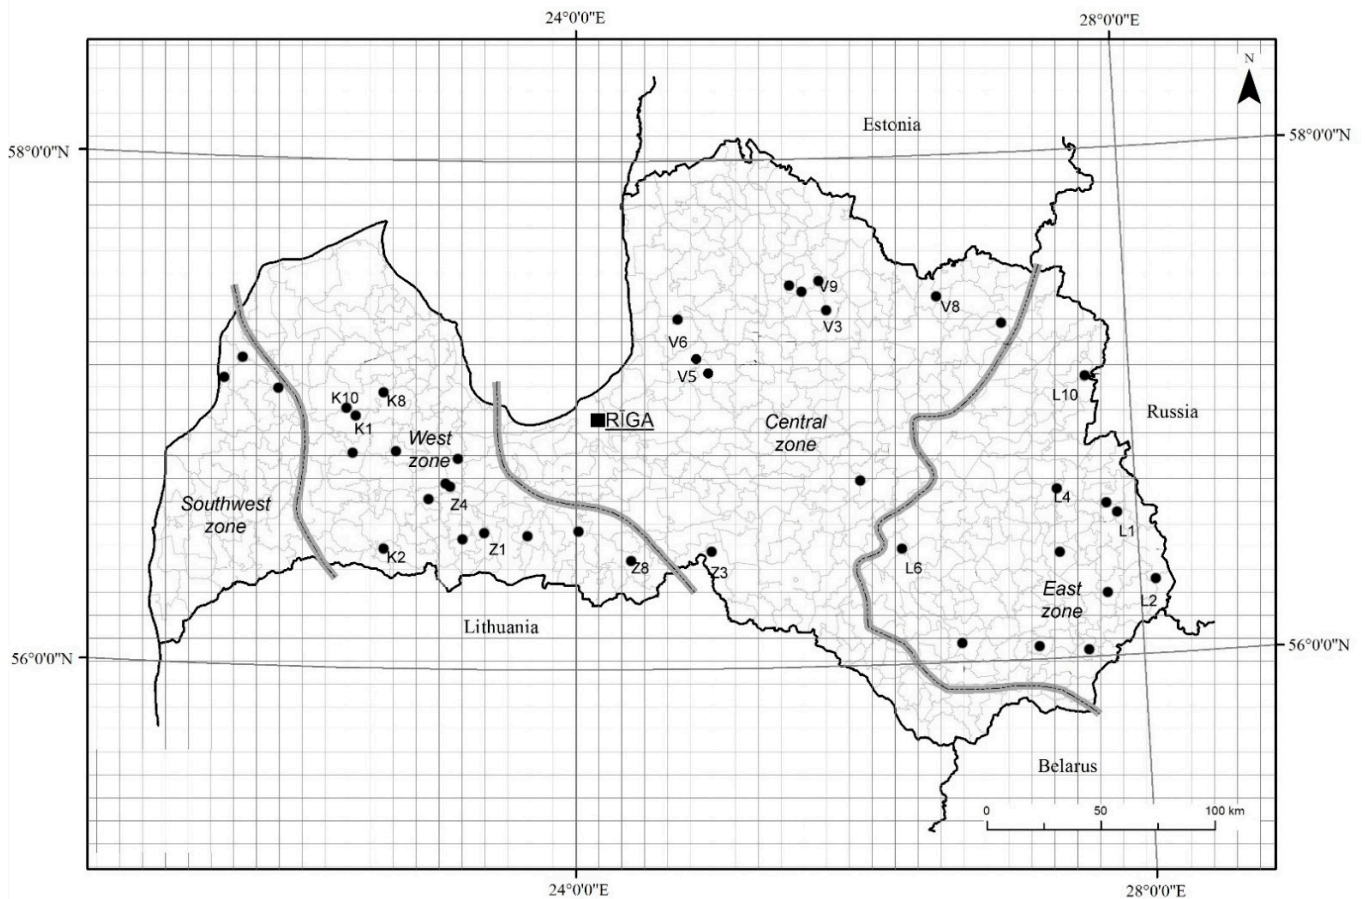 24°0'0"E
28°0'0"E
N
Estonia
58°0'0"N
58°0'0"N
V9
V8
V3
V6
V5
L10
K10
K8
Russia
K1
RĪGA
Central
zone
West
zone
L4
Southwest
zone
Z4
L1
Z1
K2
L6
Z8
Z3
East
zone
L2
Lithuania
56°0'0"N
56°0'0"N
Belarus
0 50 100 km
24°0'0"E
28°0'0"E